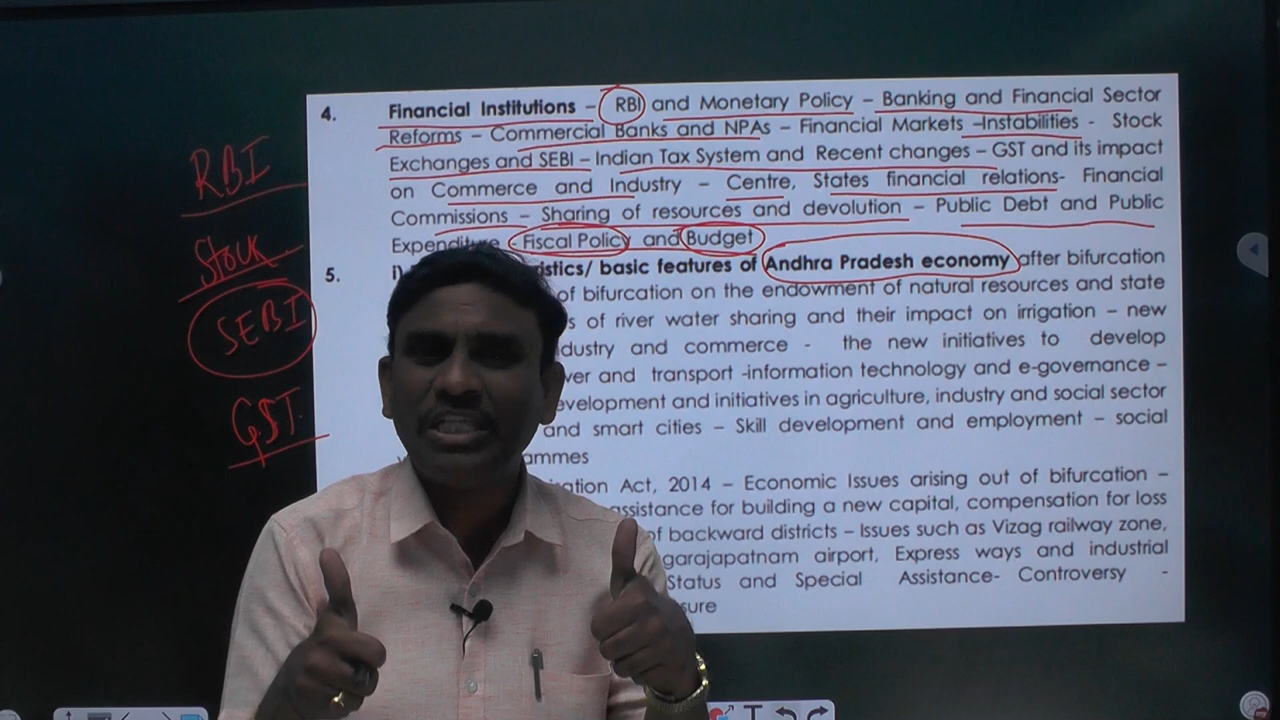 4. Financial Institutions – RBI and Monetary Policy – Banking and Financial Sector
Reforms – Commercial Banks and NPAs – Financial Markets –Instabilities - Stock
Exchanges and SEBI – Indian Tax System and Recent changes – GST and its impact
on Commerce and Industry – Centre, States financial relations- Financial
Commissions – Sharing of resources and devolution – Public Debt and Public
Expenditure - Fiscal Policy and Budget
5. i) basic features of Andhra Pradesh economy after bifurcation
of bifurcation on the endowment of natural resources and state
of river water sharing and their impact on irrigation – new
and commerce - the new initiatives to develop
and transport -information technology and e-governance –
and initiatives in agriculture, industry and social sector
and smart cities – Skill development and employment – social
Act, 2014 – Economic Issues arising out of bifurcation –
assistance for building a new capital, compensation for loss
of backward districts – Issues such as Vizag railway zone,
airport, Express ways and industrial
Status and Special Assistance- Controversy -
RBI
Stock
SEBI
GST.